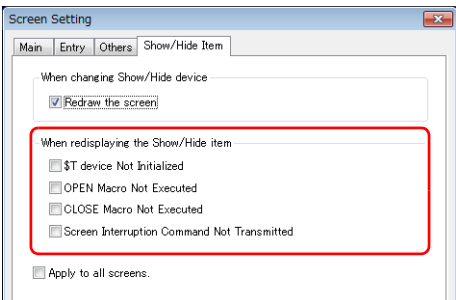 Screen Setting
Main Entry Others Show/Hide Item
When changing Show/Hide device
Redraw the screen
When redisplaying the Show/Hide item
$T device Not Initialized
OPEN Macro Not Executed
CLOSE Macro Not Executed
Screen Interruption Command Not Transmitted
Apply to all screens.